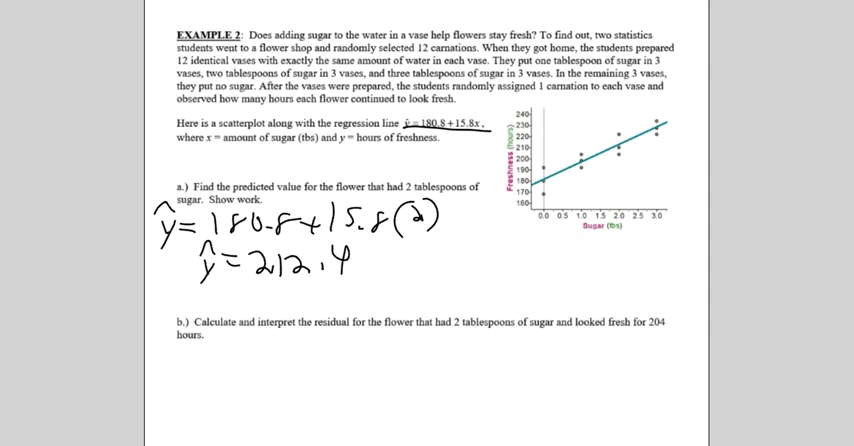 EXAMPLE 2: Does adding sugar to the water in a vase help flowers stay fresh? To find out, two statistics
students went to a flower shop and randomly selected 12 carnations. When they got home, the students prepared
12 identical vases with exactly the same amount of water in each vase. They put one tablespoon of sugar in 3
vases, two tablespoons of sugar in 3 vases, and three tablespoons of sugar in 3 vases. In the remaining 3 vases,
they put no sugar. After the vases were prepared, the students randomly assigned 1 carnation to each vase and
observed how many hours each flower continued to look fresh.
Here is a scatterplot along with the regression line ŷ = 180.8 + 15.8x,
where x = amount of sugar (tbs) and y = hours of freshness.
240
230
220
210
200
190
180
170
160
Freshness (hours)
0.0 0.5 1.0 1.5 2.0 2.5 3.0
Sugar (tbs)
a.) Find the predicted value for the flower that had 2 tablespoons of
sugar. Show work.
ŷ = 180.8 + 15.8(2)
ŷ = 212.4
b.) Calculate and interpret the residual for the flower that had 2 tablespoons of sugar and looked fresh for 204
hours.